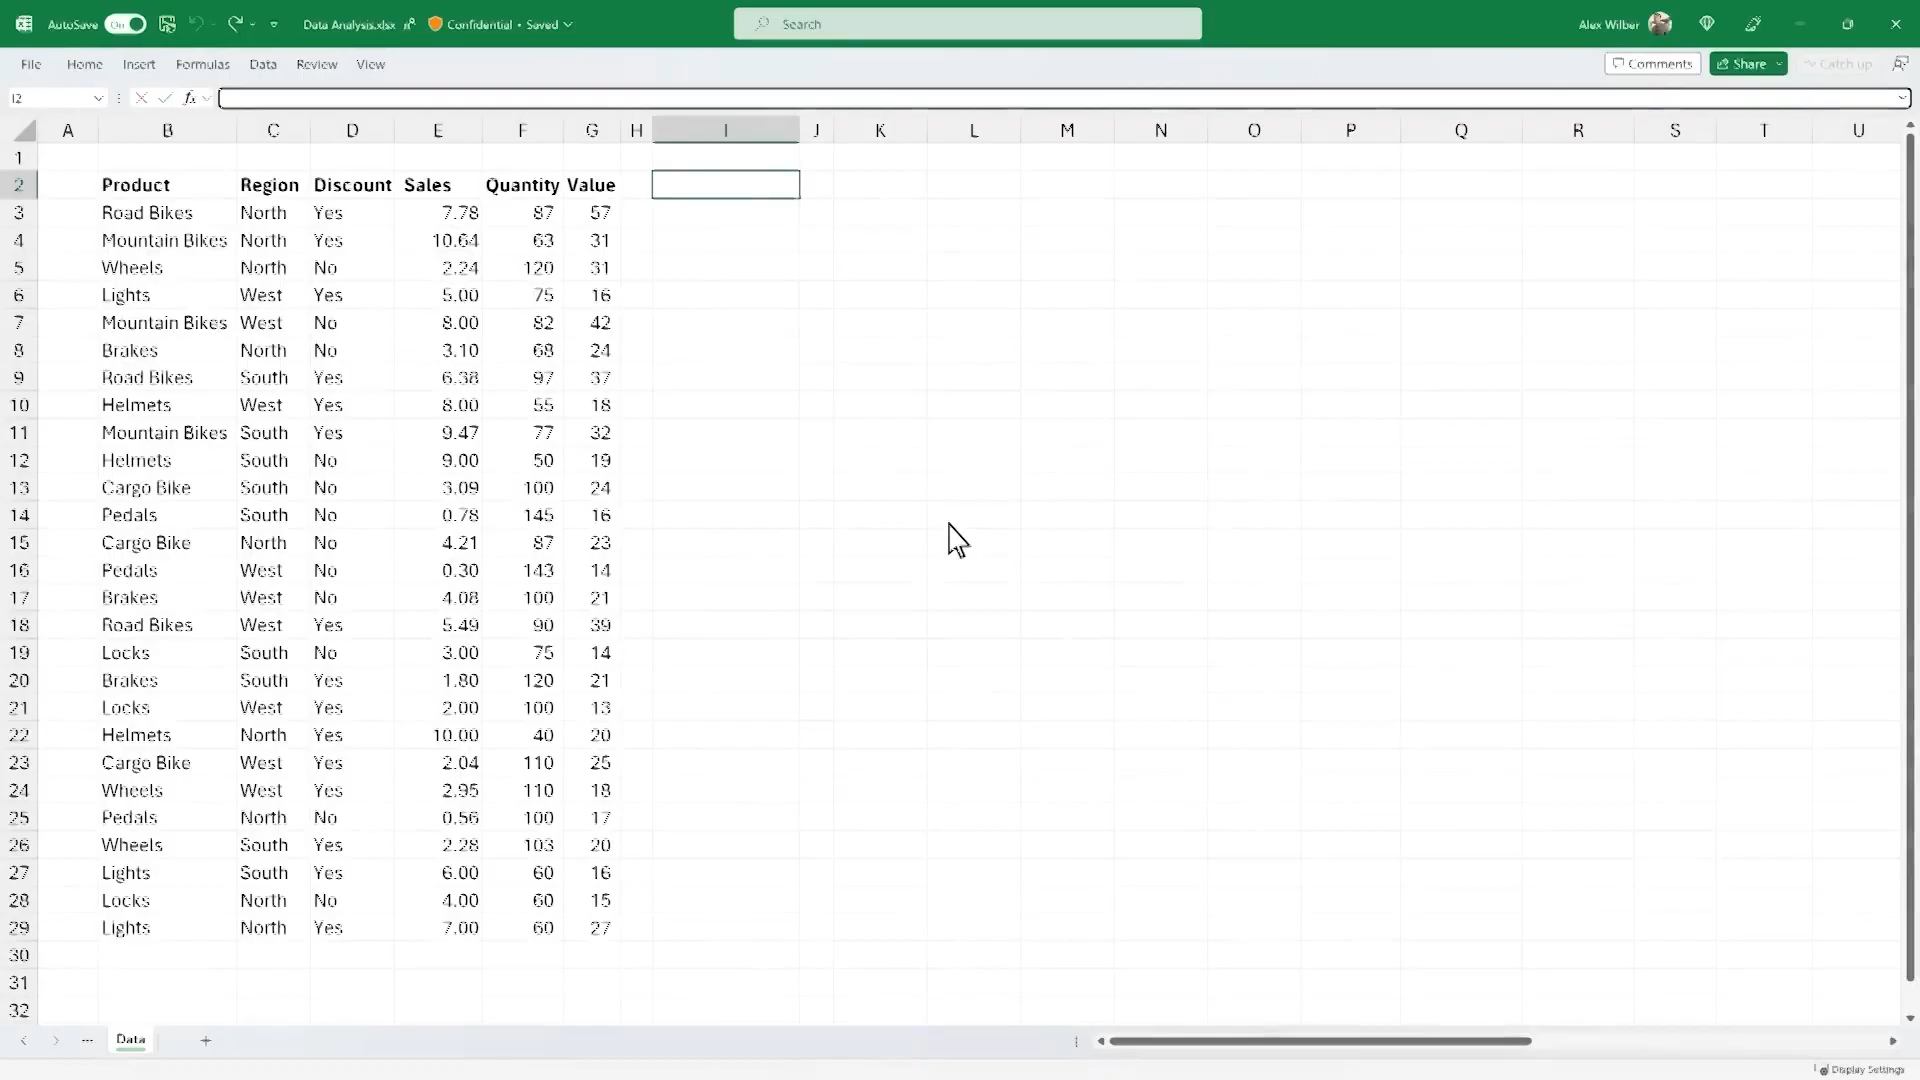 AutoSave On Data Analysis.xlsx Confidential • Saved Search Alex Wilber
File Home Insert Formulas Data Review View Comments Share Catch up
I2 fx
A B C D E F G H I J K L M N O P Q R S T U
1
2 Product Region Discount Sales Quantity Value
3 Road Bikes North Yes 7.78 87 57
4 Mountain Bikes North Yes 10.64 63 31
5 Wheels North No 2.24 120 31
6 Lights West Yes 5.00 75 16
7 Mountain Bikes West No 8.00 82 42
8 Brakes North No 3.10 68 24
9 Road Bikes South Yes 6.38 97 37
10 Helmets West Yes 8.00 55 18
11 Mountain Bikes South Yes 9.47 77 32
12 Helmets South No 9.00 50 19
13 Cargo Bike South No 3.09 100 24
14 Pedals South No 0.78 145 16
15 Cargo Bike North No 4.21 87 23
16 Pedals West No 0.30 143 14
17 Brakes West No 4.08 100 21
18 Road Bikes West Yes 5.49 90 39
19 Locks South No 3.00 75 14
20 Brakes South Yes 1.80 120 21
21 Locks West Yes 2.00 100 13
22 Helmets North Yes 10.00 40 20
23 Cargo Bike West Yes 2.04 110 25
24 Wheels West Yes 2.95 110 18
25 Pedals North No 0.56 100 17
26 Wheels South Yes 2.28 103 20
27 Lights South Yes 6.00 60 16
28 Locks North No 4.00 60 15
29 Lights North Yes 7.00 60 27
30
31
32
Data
Display Settings